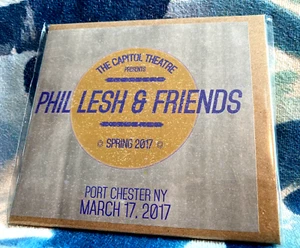 THE CAPITOL THEATRE
PRESENTS
PHIL LESH & FRIENDS
SPRING 2017
PORT CHESTER NY
MARCH 17, 2017